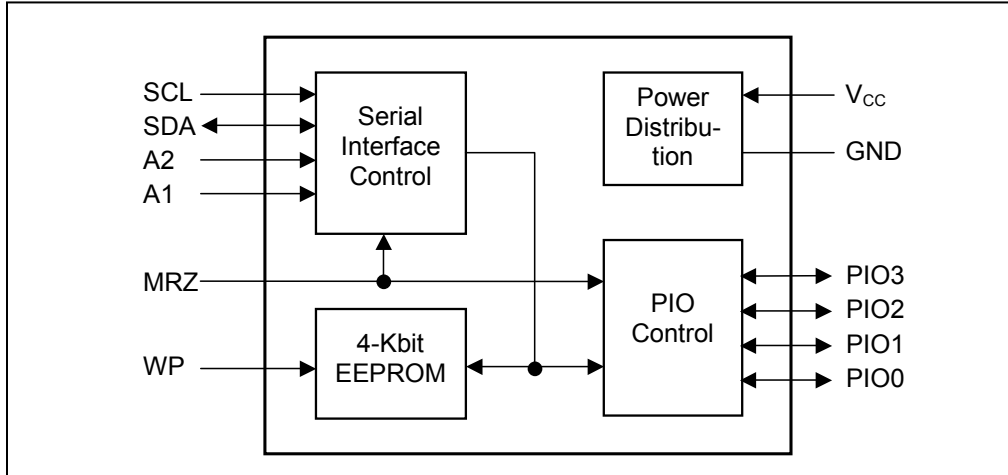 SCL
SDA
A2
A1
MRZ
WP
Serial
Interface
Control
4-Kbit
EEPROM
Power
Distribu-
tion
PIO
Control
VCC
GND
PIO3
PIO2
PIO1
PIO0